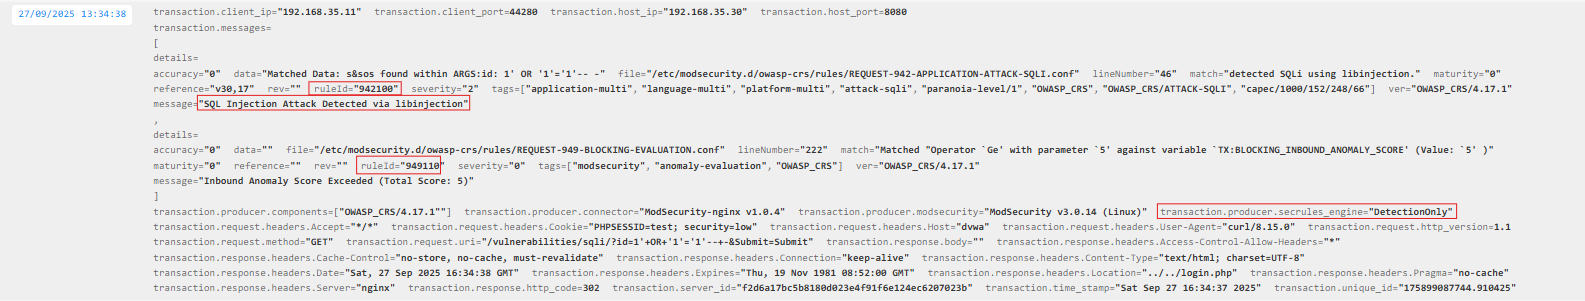 27/09/2025 13:34:38
transaction.client_ip="192.168.35.11" transaction.client_port=44280 transaction.host_ip="192.168.35.30" transaction.host_port=8080
transaction.messages=
[
details=
accuracy="0" data="Matched Data: s&sos found within ARGS:id: 1' OR '1'='1'-- -" file="/etc/modsecurity.d/owasp-crs/rules/REQUEST-942-APPLICATION-ATTACK-SQLI.conf" lineNumber="46" match="detected SQLi using libinjection." maturity="0"
reference="v30,17" rev="" ruleId="942100" severity="2" tags=["application-multi", "language-multi", "platform-multi", "attack-sqli", "paranoia-level/1", "OWASP_CRS", "OWASP_CRS/ATTACK-SQLI", "capec/1000/152/248/66"] ver="OWASP_CRS/4.17.1"
message="SQL Injection Attack Detected via libinjection"
,
details=
accuracy="0" data="" file="/etc/modsecurity.d/owasp-crs/rules/REQUEST-949-BLOCKING-EVALUATION.conf" lineNumber="222" match="Matched "Operator `Ge' with parameter `5' against variable `TX:BLOCKING_INBOUND_ANOMALY_SCORE' (Value: `5' )"
maturity="0" reference="" rev="" ruleId="949110" severity="0" tags=["modsecurity", "anomaly-evaluation", "OWASP_CRS"] ver="OWASP_CRS/4.17.1"
message="Inbound Anomaly Score Exceeded (Total Score: 5)"
]
transaction.producer.components=["OWASP_CRS/4.17.1""] transaction.producer.connector="ModSecurity-nginx v1.0.4" transaction.producer.modsecurity="ModSecurity v3.0.14 (Linux)" transaction.producer.secrules_engine="DetectionOnly"
transaction.request.headers.Accept="*/*" transaction.request.headers.Cookie="PHPSESSID=test; security=low" transaction.request.headers.Host="dvwa" transaction.request.headers.User-Agent="curl/8.15.0" transaction.request.http_version=1.1
transaction.request.method="GET" transaction.request.uri="/vulnerabilities/sqli/?id=1'+OR+'1'='1'--+-&Submit=Submit" transaction.response.body="" transaction.response.headers.Access-Control-Allow-Headers="*"
transaction.response.headers.Cache-Control="no-store, no-cache, must-revalidate" transaction.response.headers.Connection="keep-alive" transaction.response.headers.Content-Type="text/html; charset=UTF-8"
transaction.response.headers.Date="Sat, 27 Sep 2025 16:34:38 GMT" transaction.response.headers.Expires="Thu, 19 Nov 1981 08:52:00 GMT" transaction.response.headers.Location="../../login.php" transaction.response.headers.Pragma="no-cache"
transaction.response.headers.Server="nginx" transaction.response.http_code=302 transaction.server_id="f2d6a17bc5b8180d023e4f91f6e124ec6207023b" transaction.time_stamp="Sat Sep 27 16:34:37 2025" transaction.unique_id="175899087744.910425"